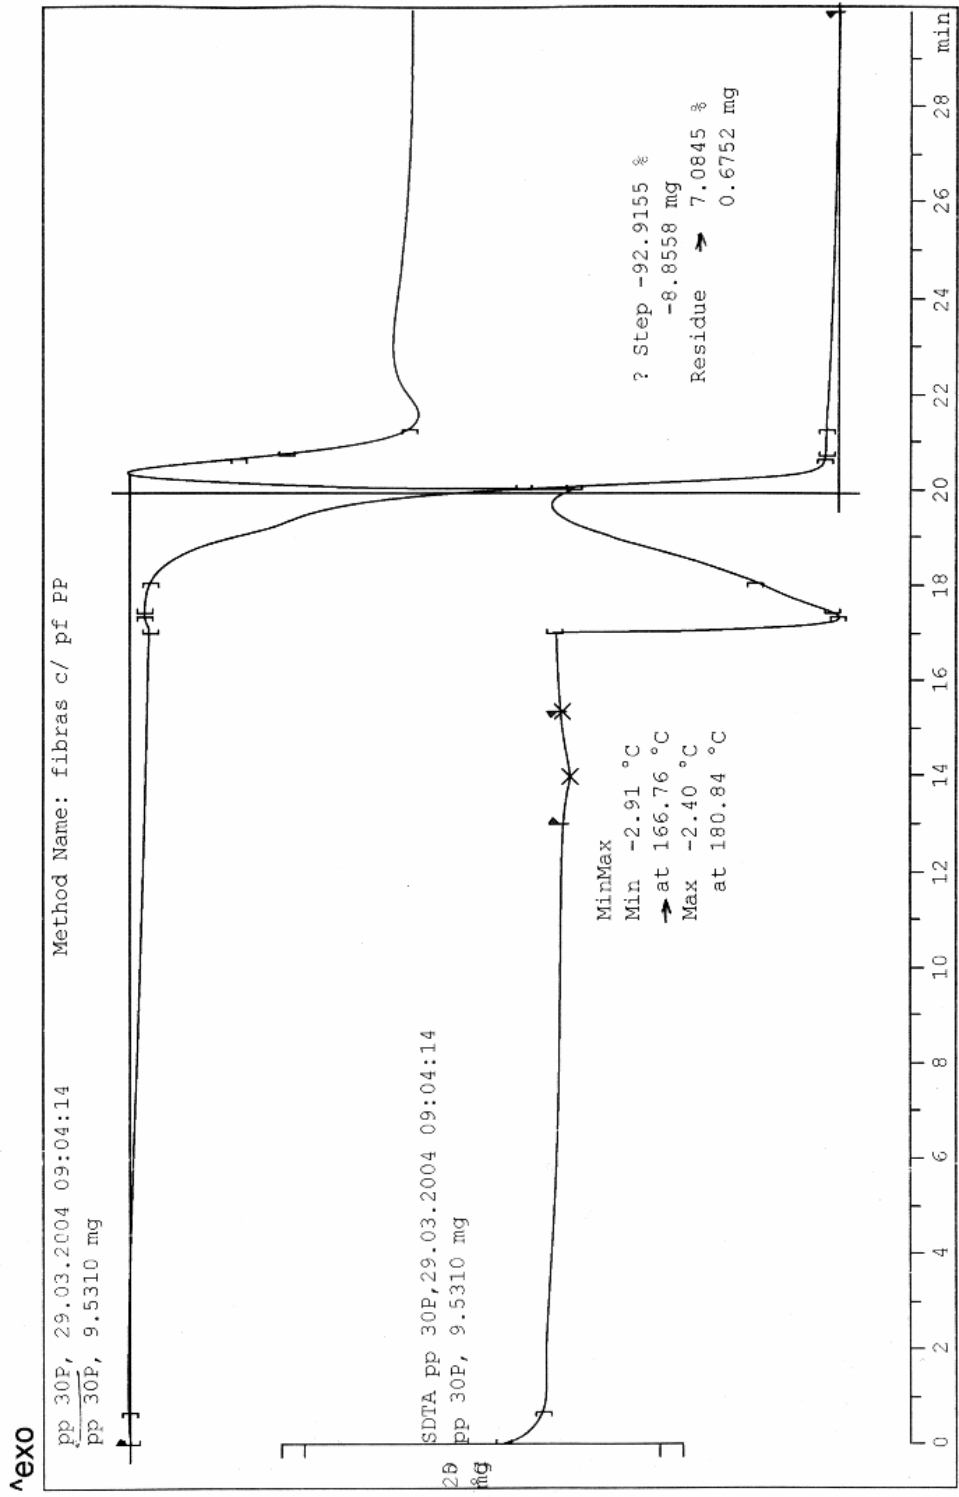 ^exo
pp 30P, 29.03.2004 09:04:14
pp 30P, 9.5310 mg
Method Name: fibras c/ pf PP
SDTA pp 30P,29.03.2004 09:04:14
pp 30P, 9.5310 mg
MinMax
Min -2.91 °C
at 166.76 °C
Max -2.40 °C
at 180.84 °C
? Step -92.9155 %
-8.8558 mg
Residue 7.0845 %
0.6752 mg
mg
0 2 4 6 8 10 12 14 16 18 20 22 24 26 28 min